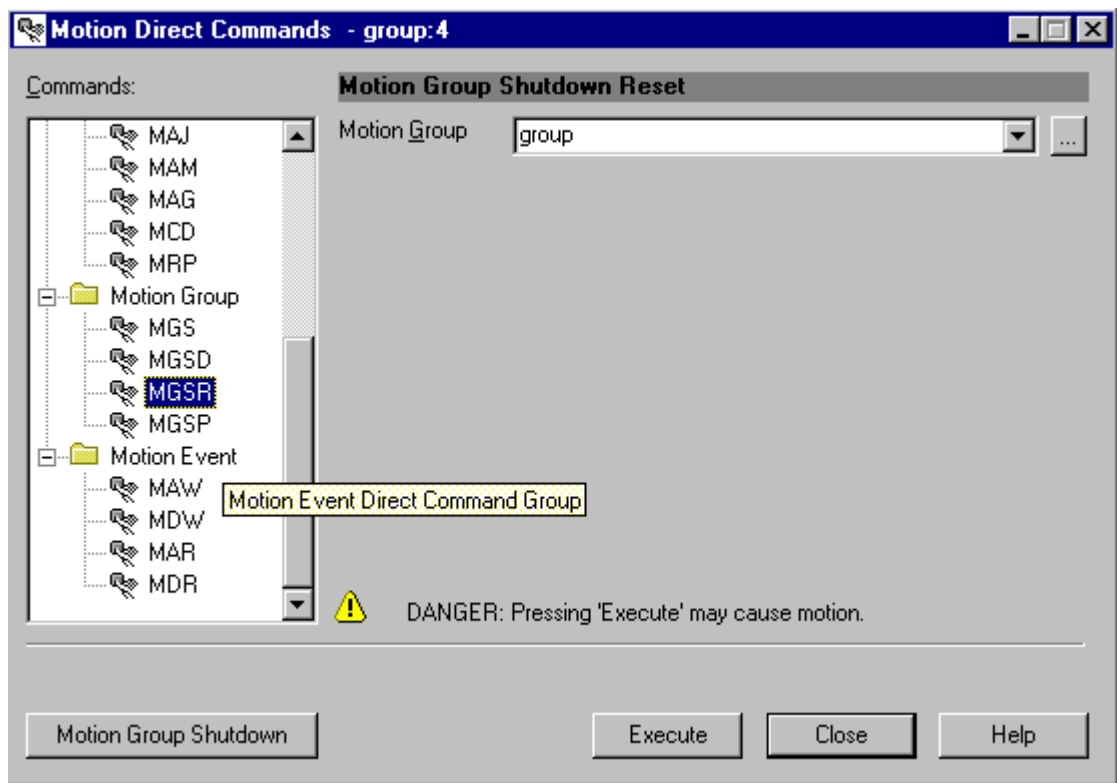 Motion Direct Commands - group:4
Commands:
MAJ
MAM
MAG
MCD
MRP
Motion Group
MGS
MGSD
MGSR
MGSP
Motion Event
MAW
MDW
MAR
MDR
Motion Event Direct Command Group
Motion Group Shutdown Reset
Motion Group
group
...
DANGER: Pressing 'Execute' may cause motion.
Motion Group Shutdown
Execute
Close
Help